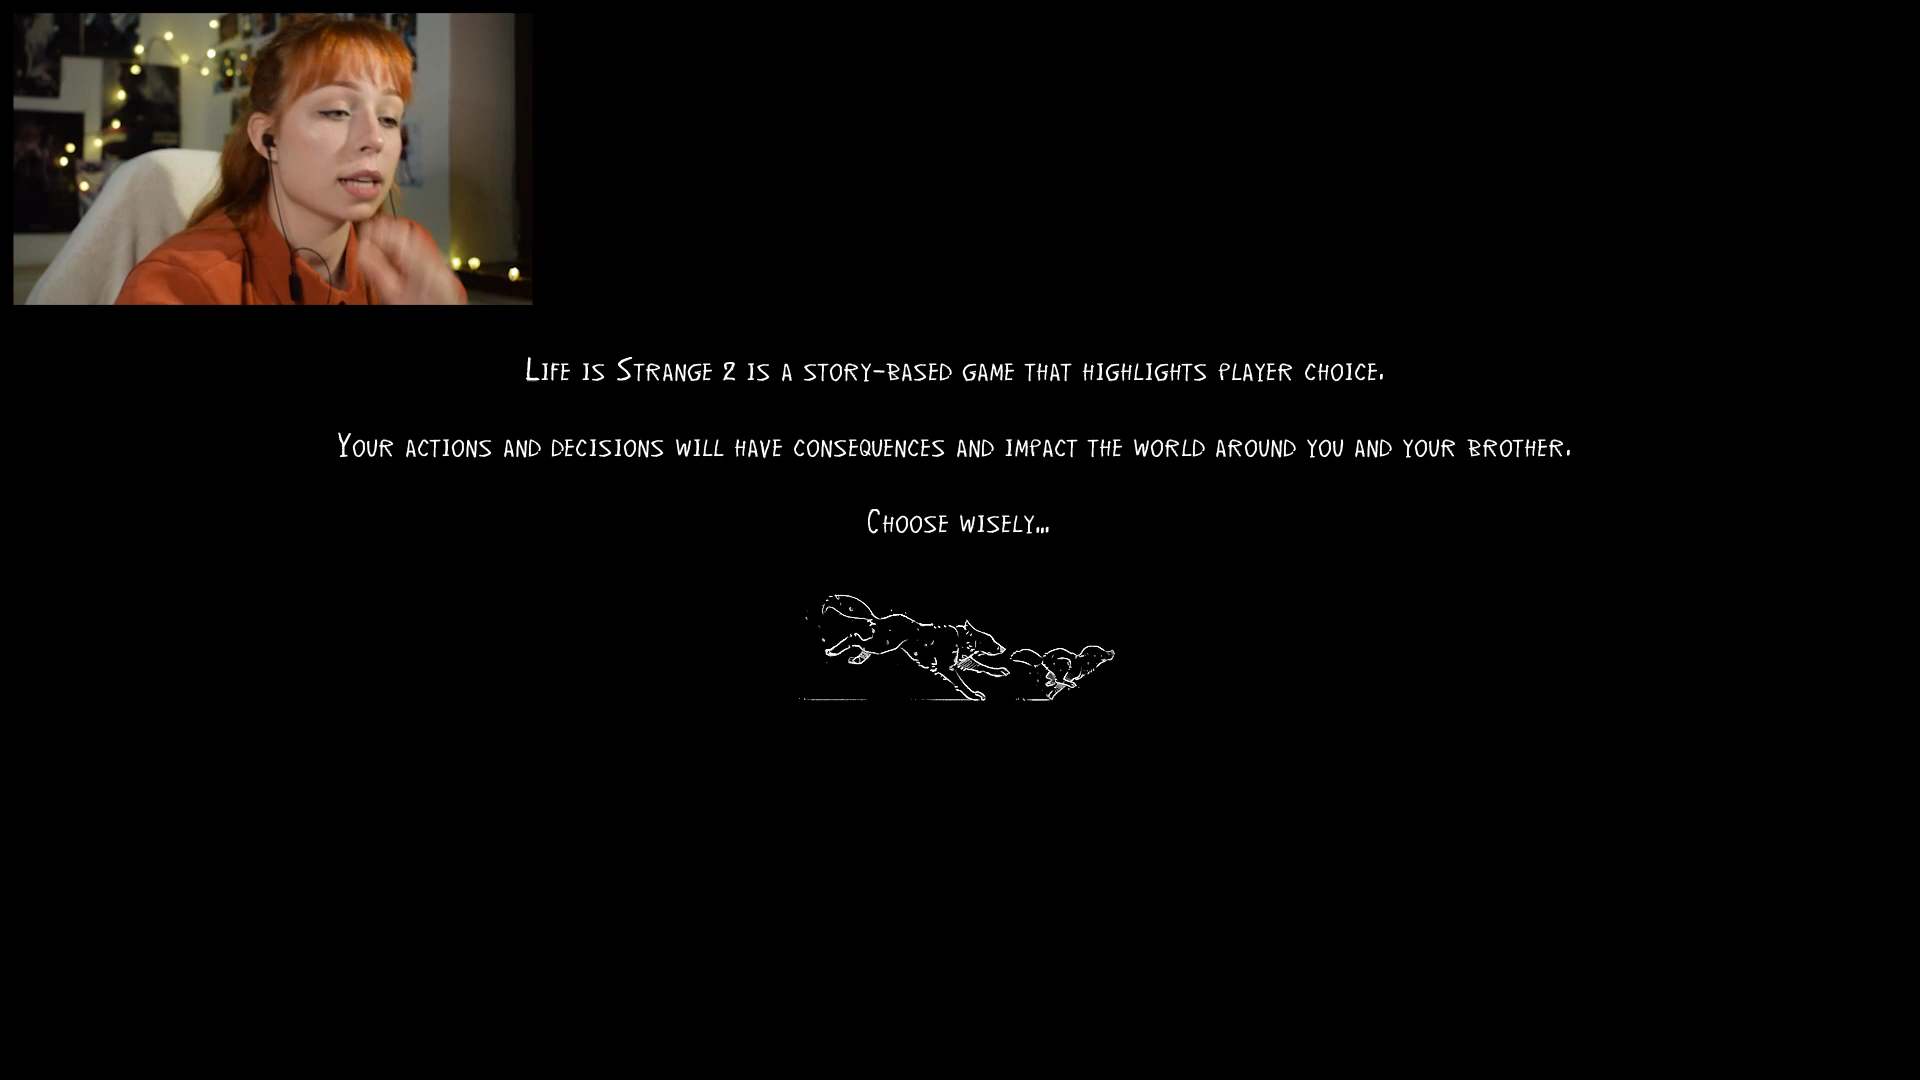 Life is Strange 2 is a story-based game that highlights player choice.
Your actions and decisions will have consequences and impact the world around you and your brother.
Choose wisely...